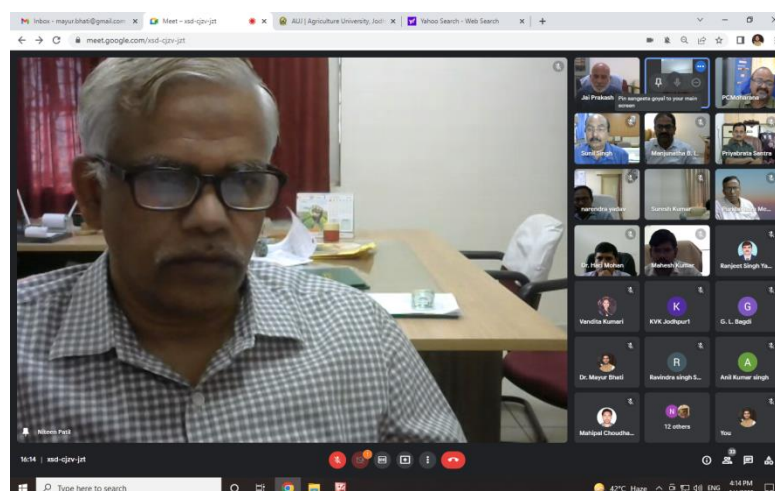 Inbox - mayur.bhati@gmail.com
Meet – xsd-cjzv-jzt
AUJ | Agriculture University, Jodh
Yahoo Search - Web Search
meet.google.com/xsd-cjzv-jzt
Jai Prakash
Pin sangeeta goyal to your main screen
PCMoharana
Sunil Singh
Manjunatha B. L.
Priyabrata Santra
narendra yadav
Suresh Kumar
Dr. Hari Mohan
Mahesh Kumar
Ranjeet Singh Ya...
Vandita Kumari
K
KVK Jodhpur1
G
G. L. Bagdi
Dr. Mayur Bhati
R
Ravindra singh S...
A
Anil Kumar singh
Mahipal Choudha...
N
12 others
You
Niteen Patil
16:14 | xsd-cjzv-jzt
33
Type here to search
42°C Haze
ENG
4:14 PM